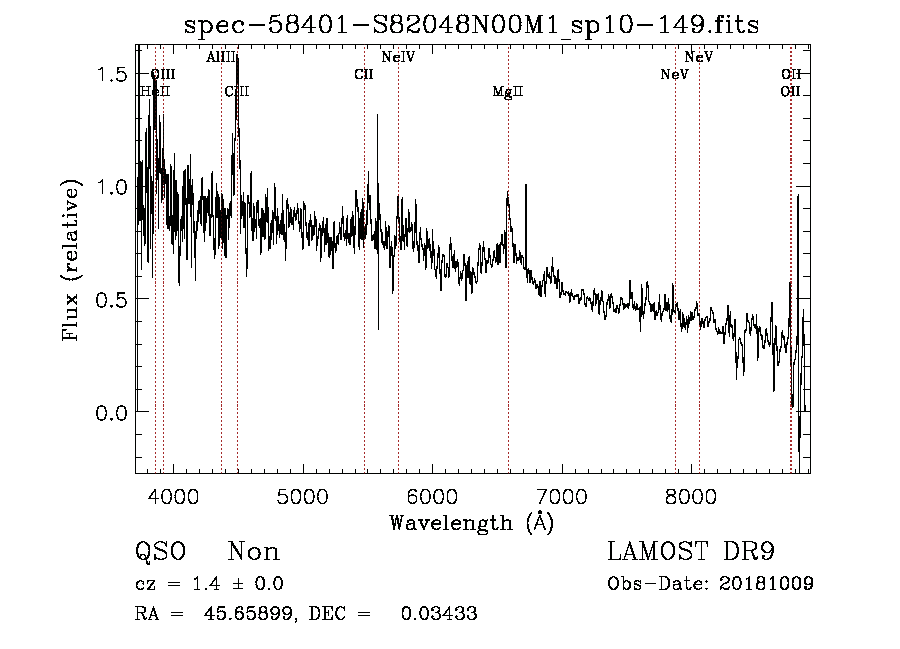 spec-58401-S82048N00M1_sp10-149.fits
AlIII NeIV NeV
OIII CII NeV OII
HeII CIII MgII OII
1.5
1.0
0.5
0.0
Flux (relative)
4000 5000 6000 7000 8000
Wavelength (Å)
QSO Non LAMOST DR9
cz = 1.4 ± 0.0 Obs-Date: 20181009
RA = 45.65899, DEC = 0.03433